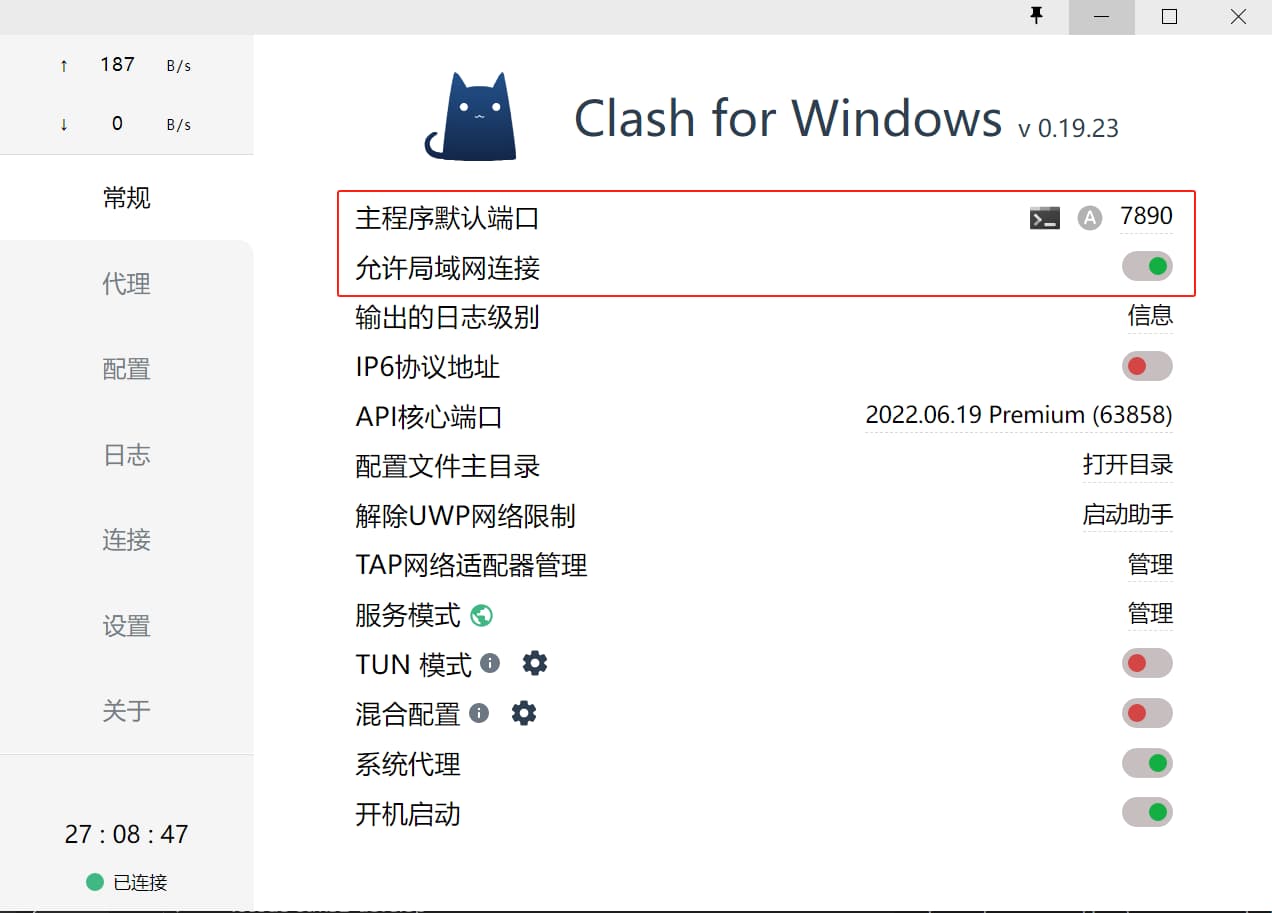 ↑ 187 B/s
↓ 0 B/s
常规
代理
配置
日志
连接
设置
关于
27 : 08 : 47
已连接
Clash for Windows v 0.19.23
主程序默认端口 A 7890
允许局域网连接
输出的日志级别 信息
IP6协议地址
API核心端口 2022.06.19 Premium (63858)
配置文件主目录 打开目录
解除UWP网络限制 启动助手
TAP网络适配器管理 管理
服务模式 管理
TUN 模式
混合配置
系统代理
开机启动